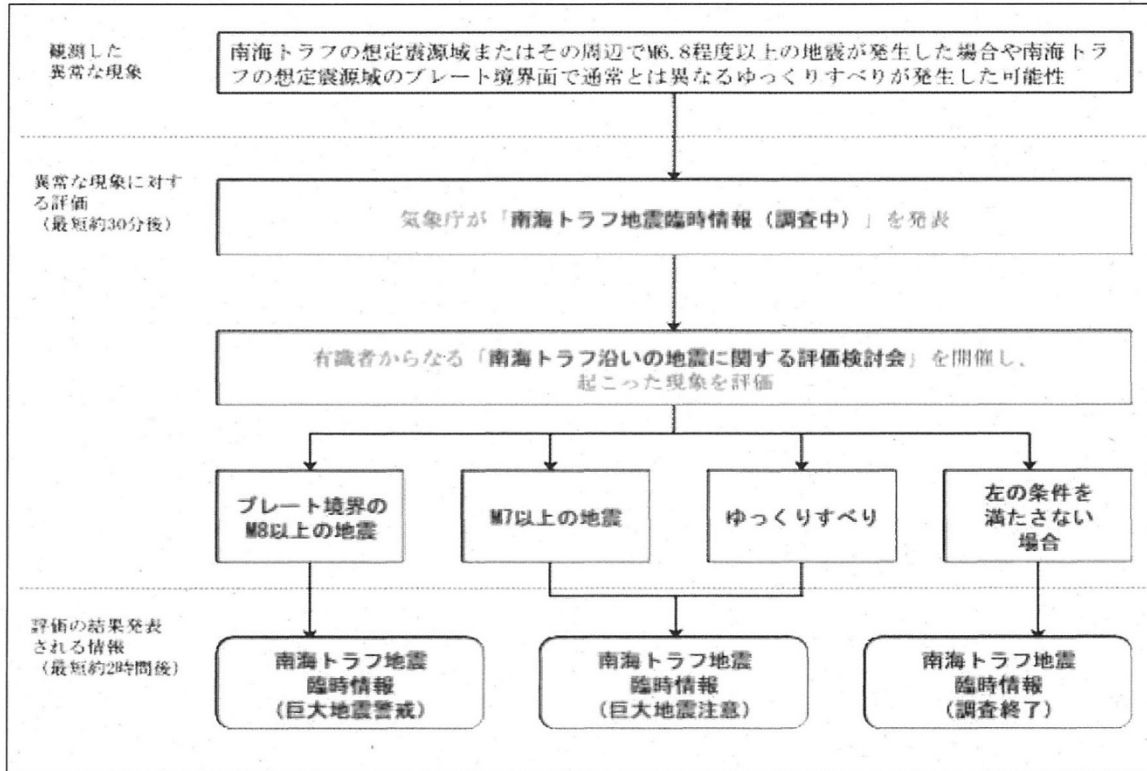 観測した
異常な現象
南海トラフの想定震源域またはその周辺でM6.8程度以上の地震が発生した場合や南海トラ
フの想定震源域のプレート境界面で通常とは異なるゆっくりすべりが発生した可能性
異常な現象に対す
る評価
(最短約30分後)
気象庁が「南海トラフ地震臨時情報(調査中)」を発表
有識者からなる「南海トラフ沿いの地震に関する評価検討会」を開催し、
起こった現象を評価
プレート境界の
M8以上の地震
M7以上の地震
ゆっくりすべり
左の条件を
満たさない
場合
評価の結果発表
される情報
(最短約2時間後)
南海トラフ地震
臨時情報
(巨大地震警戒)
南海トラフ地震
臨時情報
(巨大地震注意)
南海トラフ地震
臨時情報
(調査終了)